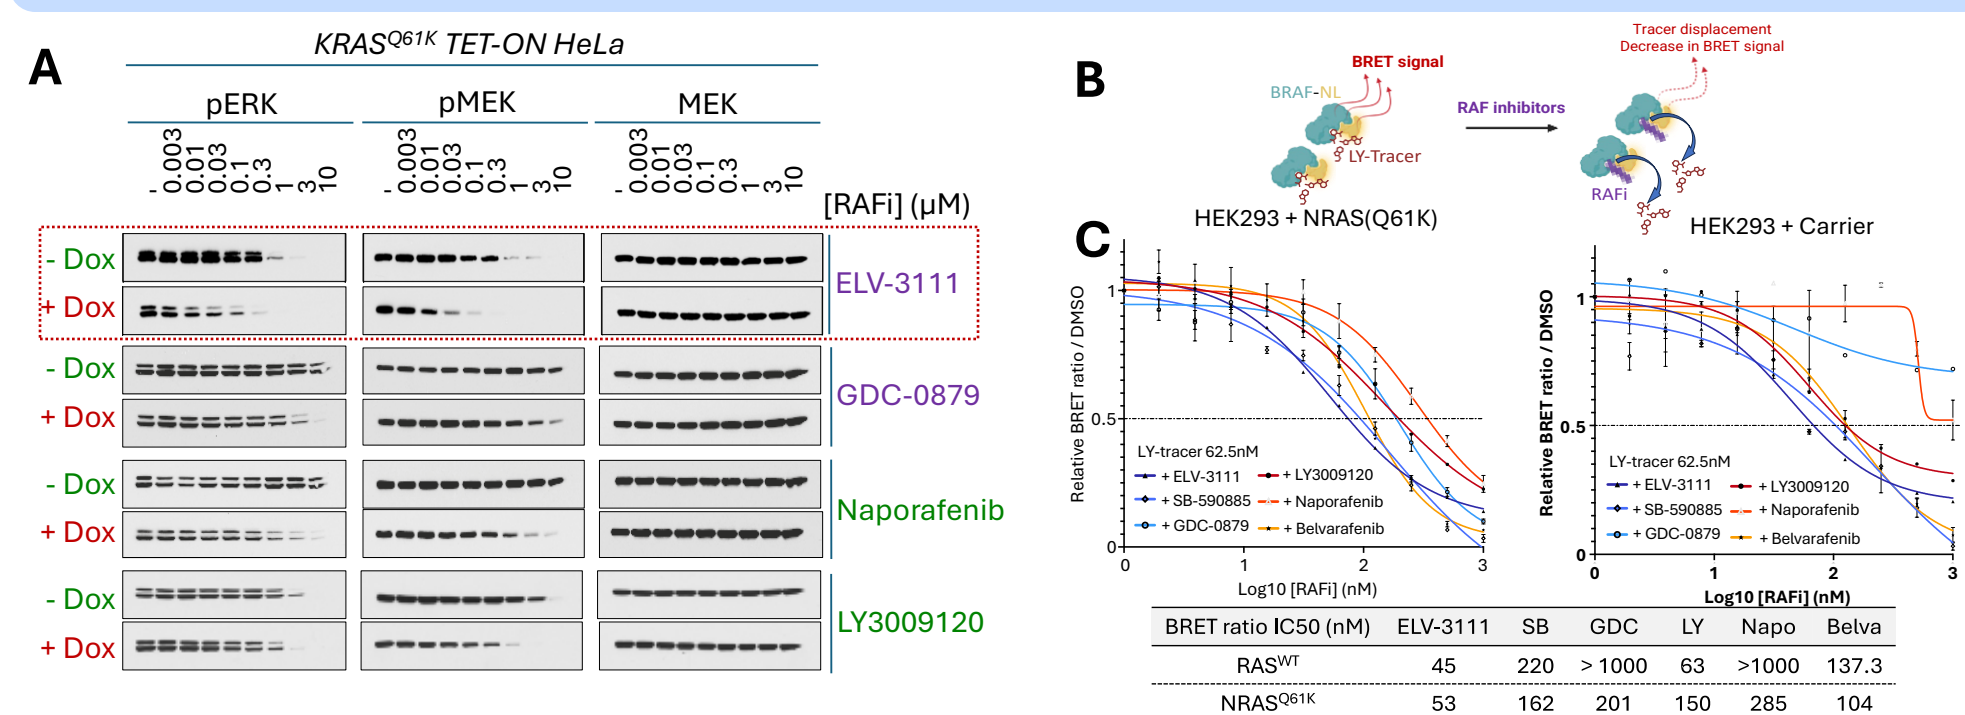 A
KRASQ61K TET-ON HeLa
pERK
pMEK
MEK
- 0.003 0.01 0.03 0.1 0.3 1 3 10
- 0.003 0.01 0.03 0.1 0.3 1 3 10
- 0.003 0.01 0.03 0.1 0.3 1 3 10
[RAFi] (µM)
- Dox
+ Dox
ELV-3111
- Dox
+ Dox
GDC-0879
- Dox
+ Dox
Naporafenib
- Dox
+ Dox
LY3009120
B
BRET signal
BRAF-NL
LY-Tracer
RAF inhibitors
Tracer displacement
Decrease in BRET signal
RAFi
C
HEK293 + NRAS(Q61K)
Relative BRET ratio / DMSO
1
0.5
0
LY-tracer 62.5nM
+ ELV-3111
+ SB-590885
+ GDC-0879
+ LY3009120
+ Naporafenib
+ Belvarafenib
0 1 2 3
Log10 [RAFi] (nM)
HEK293 + Carrier
Relative BRET ratio / DMSO
1
0.5
0
LY-tracer 62.5nM
+ ELV-3111
+ SB-590885
+ GDC-0879
+ LY3009120
+ Naporafenib
+ Belvarafenib
0 1 2 3
Log10 [RAFi] (nM)
BRET ratio IC50 (nM) ELV-3111 SB GDC LY Napo Belva
RASWT 45 220 > 1000 63 >1000 137.3
NRASQ61K 53 162 201 150 285 104